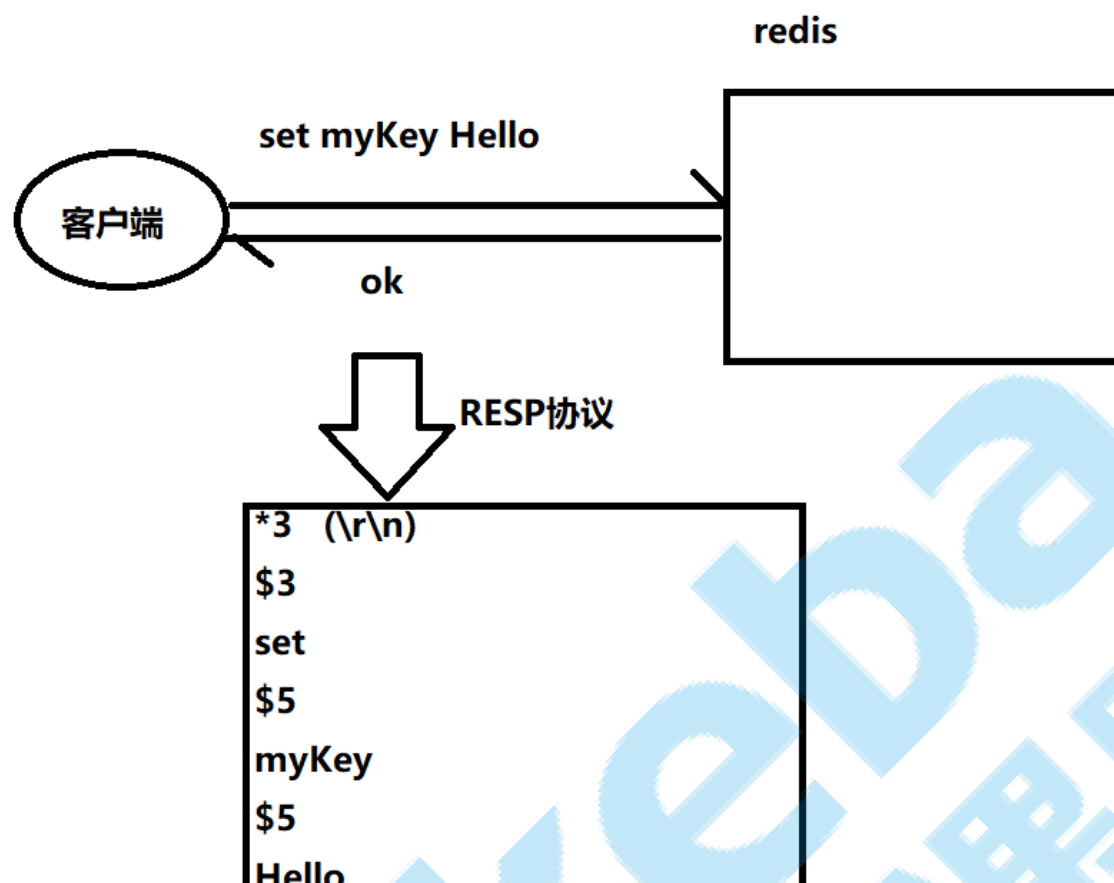 redis
set myKey Hello
客户端
ok
RESP协议
*3 (\r\n)
$3
set
$5
myKey
$5
Hello